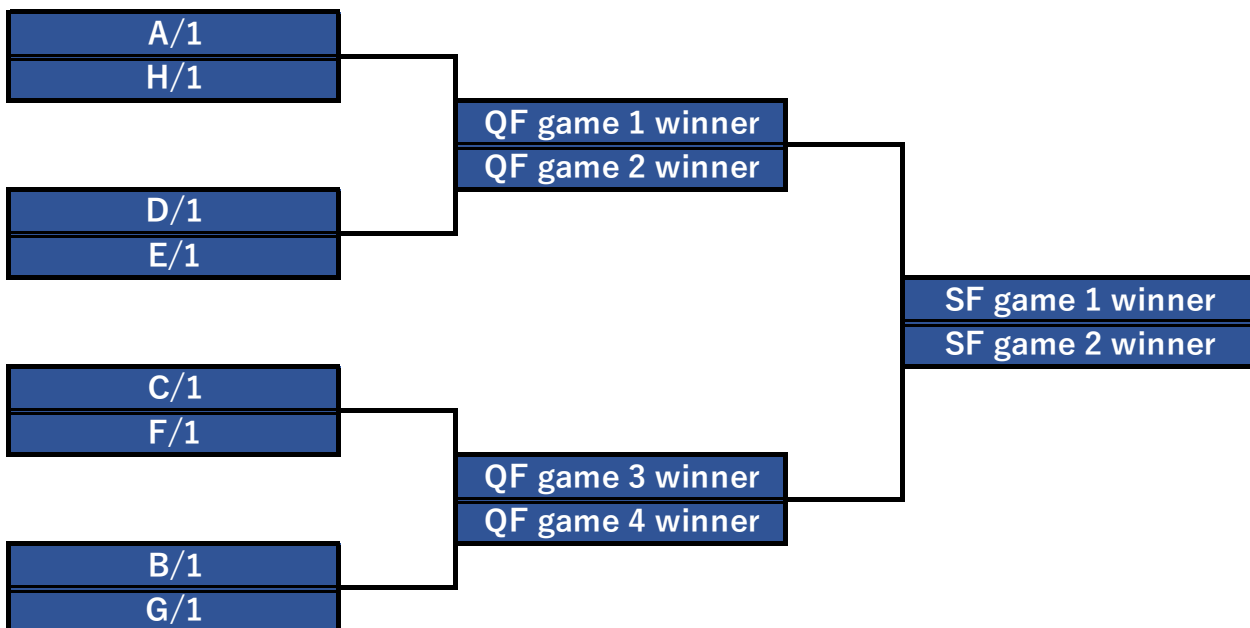 A/1
H/1
QF game 1 winner
QF game 2 winner
D/1
E/1
SF game 1 winner
SF game 2 winner
C/1
F/1
QF game 3 winner
QF game 4 winner
B/1
G/1